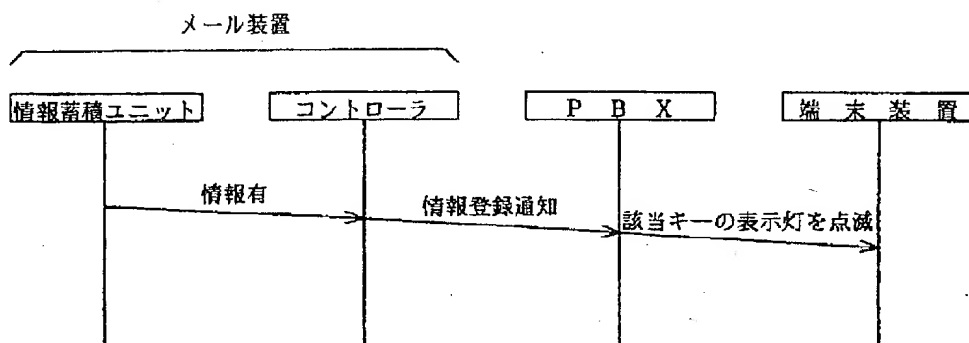 メール装置
情報蓄積ユニット
コントローラ
P B X
端 末 装 置
情報有
情報登録通知
該当キーの表示灯を点滅